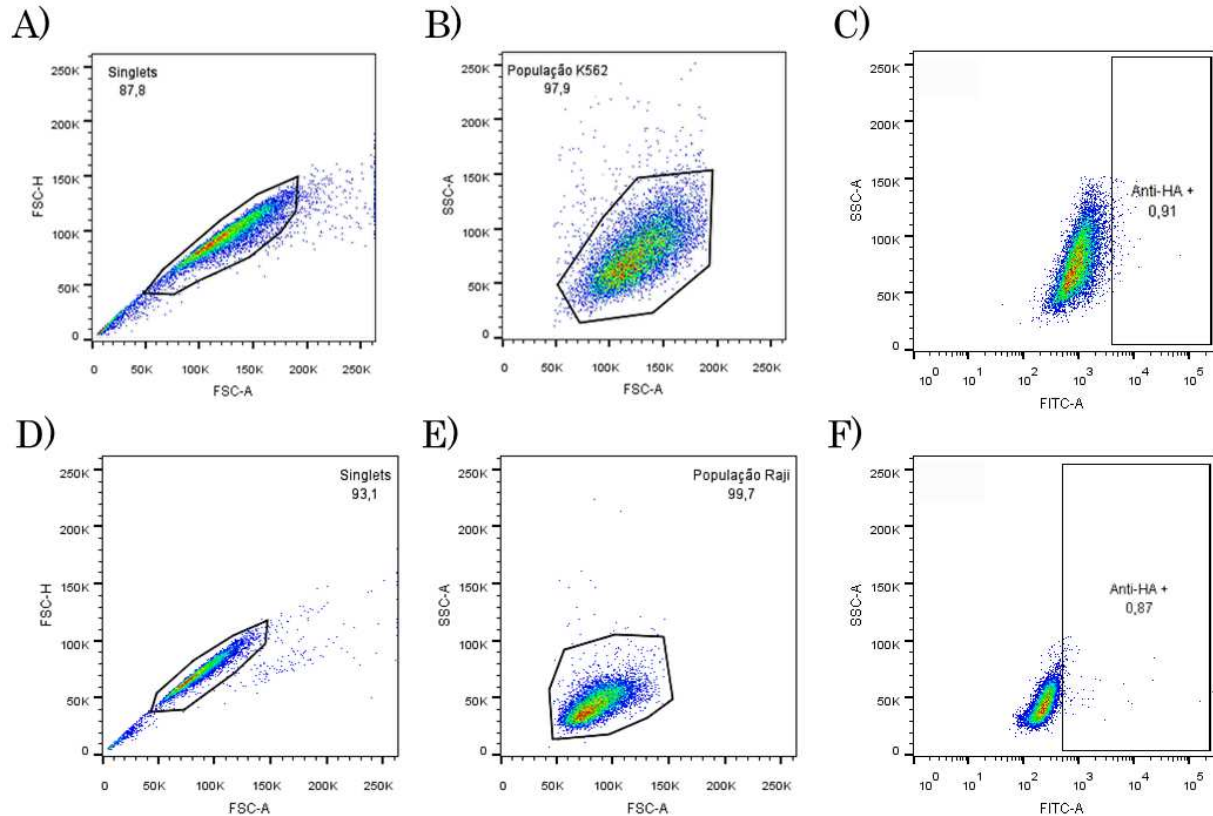 A)
B)
C)
250K
200K
150K
100K
50K
0
FSC-H
Singlets
87,8
0 50K 100K 150K 200K 250K
FSC-A
250K
200K
150K
100K
50K
0
SSC-A
População K562
97,9
0 50K 100K 150K 200K 250K
FSC-A
250K
200K
150K
100K
50K
0
SSC-A
Anti-HA +
0,91
10^0 10^1 10^2 10^3 10^4 10^5
FITC-A
D)
E)
F)
250K
200K
150K
100K
50K
0
FSC-H
Singlets
93,1
0 50K 100K 150K 200K 250K
FSC-A
250K
200K
150K
100K
50K
0
SSC-A
População Raji
99,7
0 50K 100K 150K 200K 250K
FSC-A
250K
200K
150K
100K
50K
0
SSC-A
Anti-HA +
0,87
10^0 10^1 10^2 10^3 10^4 10^5
FITC-A